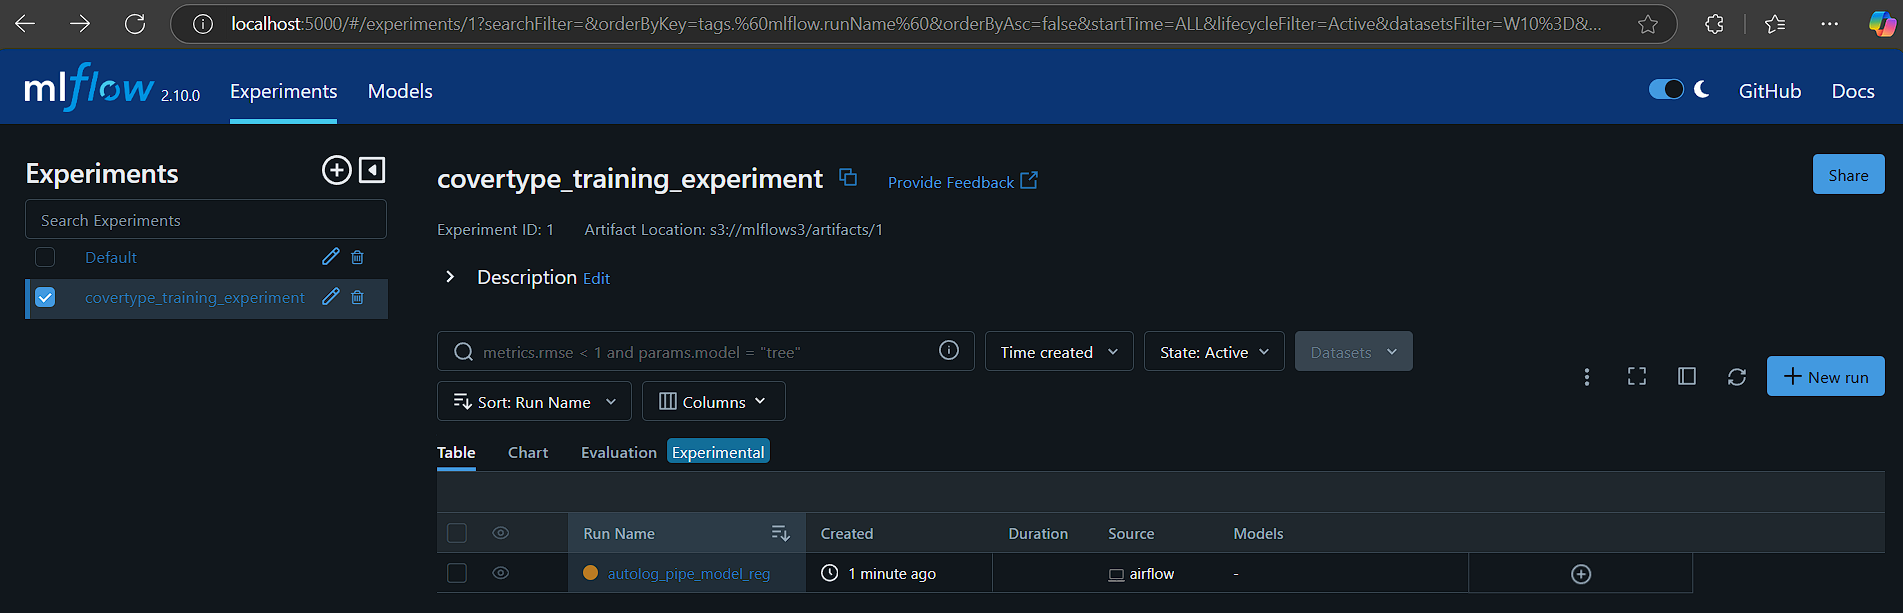 localhost:5000/#/experiments/1?searchFilter=&orderByKey=tags.%60mlflow.runName%60&orderByAsc=false&startTime=ALL&lifecycleFilter=Active&datasetsFilter=W10%3D&...
mlflow 2.10.0 Experiments Models GitHub Docs
Experiments
Search Experiments
Default
covertype_training_experiment
covertype_training_experiment Provide Feedback Share
Experiment ID: 1 Artifact Location: s3://mlflows3/artifacts/1
Description Edit
metrics.rmse < 1 and params.model = "tree" Time created State: Active Datasets
New run
Sort: Run Name Columns
Table Chart Evaluation Experimental
Run Name Created Duration Source Models
autolog_pipe_model_reg 1 minute ago airflow -